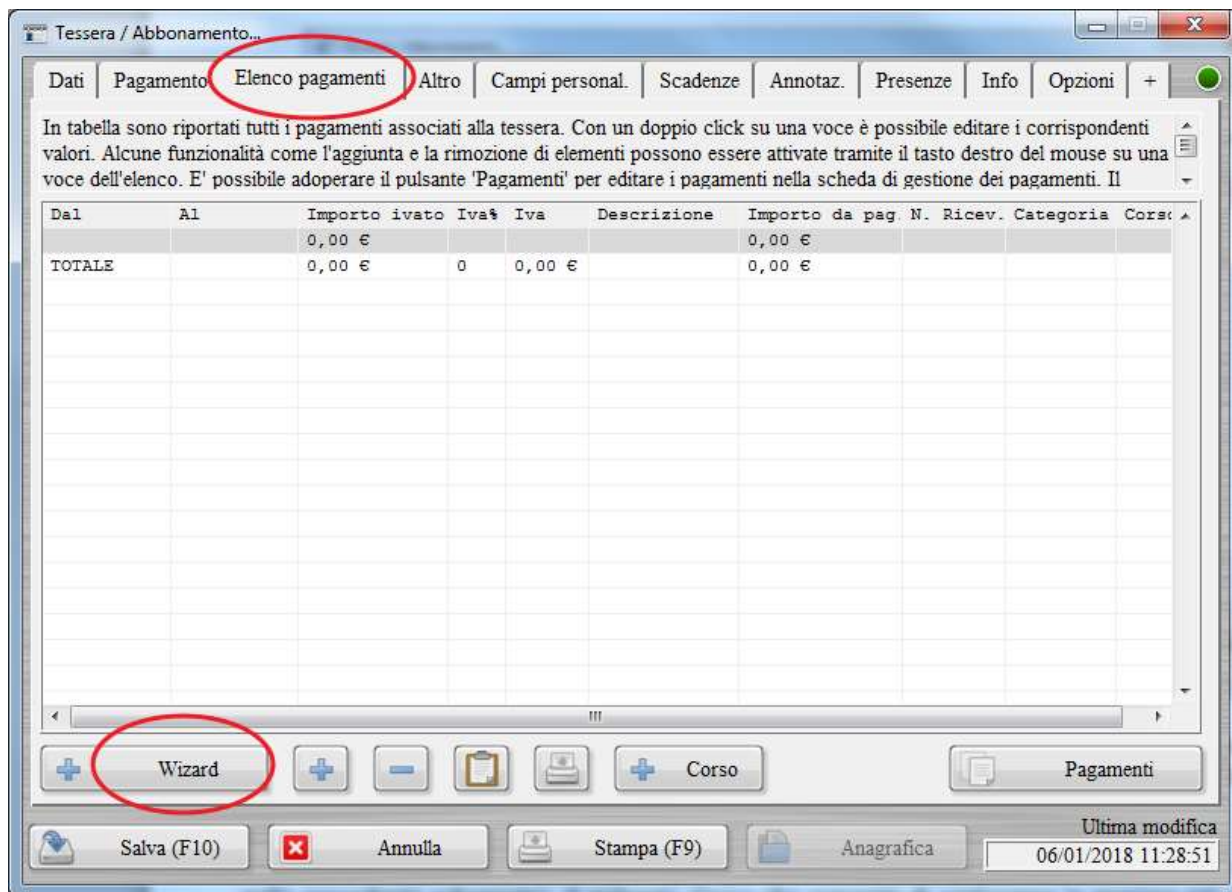 Tessera / Abbonamento...
Dati Pagamento Elenco pagamenti Altro Campi personal. Scadenze Annotaz. Presenze Info Opzioni +
In tabella sono riportati tutti i pagamenti associati alla tessera. Con un doppio click su una voce è possibile editare i corrispondenti
valori. Alcune funzionalità come l'aggiunta e la rimozione di elementi possono essere attivate tramite il tasto destro del mouse su una
voce dell'elenco. E' possibile adoperare il pulsante 'Pagamenti' per editare i pagamenti nella scheda di gestione dei pagamenti. Il
Dal Al Importo ivato Iva% Iva Descrizione Importo da pag. N. Ricev. Categoria
0,00 € 0,00 €
TOTALE 0,00 € 0 0,00 € 0,00 €
Wizard Corso Pagamenti
Ultima modifica
Salva (F10) Annulla Stampa (F9) Anagrafica 06/01/2018 11:28:51